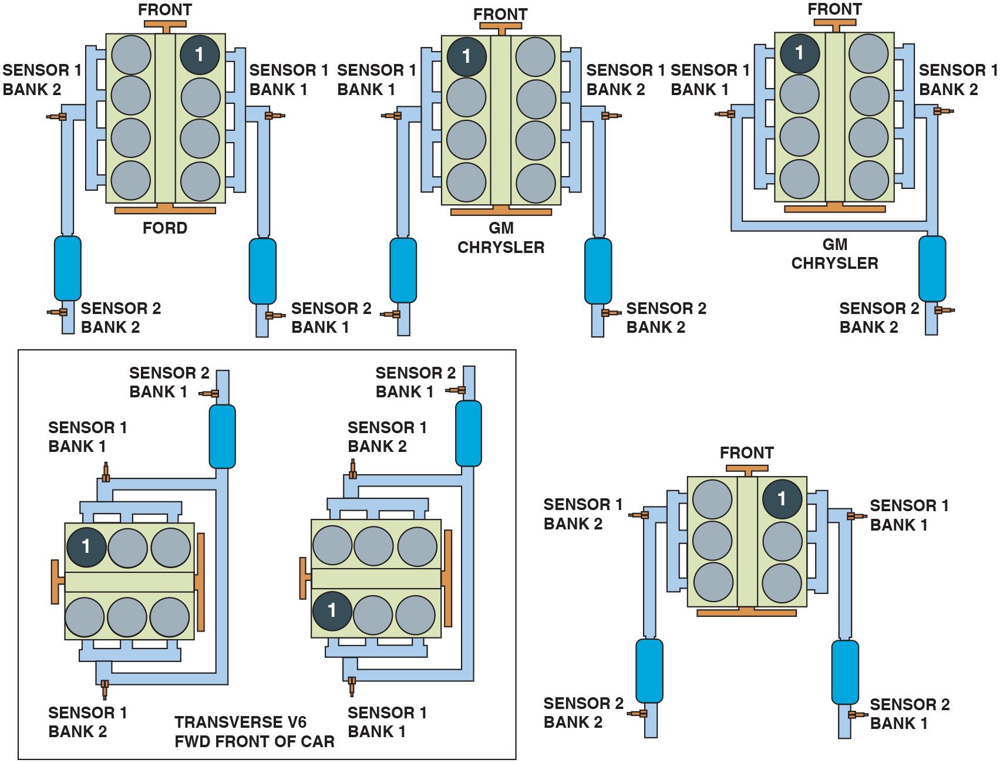 FRONT
1
SENSOR 1
BANK 2
SENSOR 1
BANK 1
FORD
SENSOR 2
BANK 2
SENSOR 2
BANK 1
FRONT
1
SENSOR 1
BANK 1
SENSOR 1
BANK 2
GM
CHRYSLER
SENSOR 2
BANK 2
FRONT
1
SENSOR 1
BANK 1
SENSOR 1
BANK 2
GM
CHRYSLER
SENSOR 2
BANK 2
SENSOR 2
BANK 1
SENSOR 1
BANK 1
1
SENSOR 1
BANK 2
SENSOR 2
BANK 1
SENSOR 1
BANK 2
1
SENSOR 1
BANK 1
TRANSVERSE V6
FWD FRONT OF CAR
FRONT
1
SENSOR 1
BANK 2
SENSOR 1
BANK 1
SENSOR 2
BANK 2
SENSOR 2
BANK 1